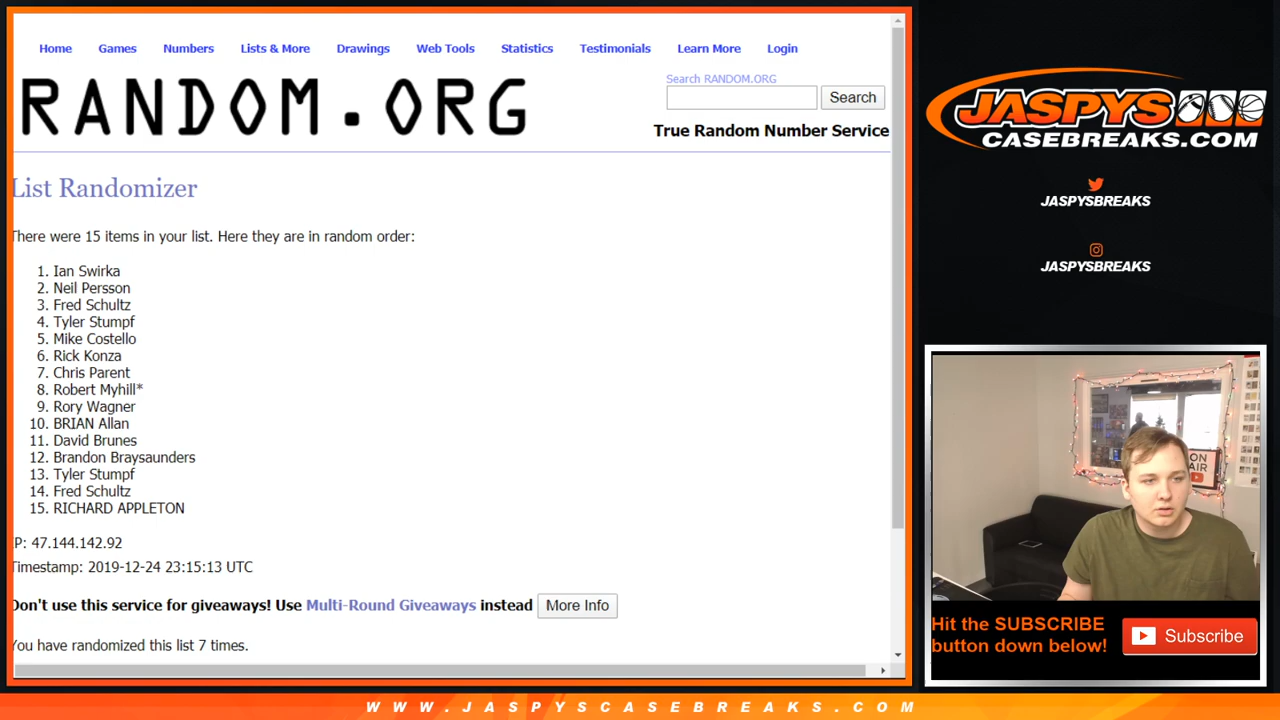 Home Games Numbers Lists & More Drawings Web Tools Statistics Testimonials Learn More Login
RANDOM.ORG
Search RANDOM.ORG
Search
True Random Number Service
List Randomizer
There were 15 items in your list. Here they are in random order:
1. Ian Swirka
2. Neil Persson
3. Fred Schultz
4. Tyler Stumpf
5. Mike Costello
6. Rick Konza
7. Chris Parent
8. Robert Myhill*
9. Rory Wagner
10. BRIAN Allan
11. David Brunes
12. Brandon Braysaunders
13. Tyler Stumpf
14. Fred Schultz
15. RICHARD APPLETON
IP: 47.144.142.92
Timestamp: 2019-12-24 23:15:13 UTC
Don't use this service for giveaways! Use Multi-Round Giveaways instead More Info
You have randomized this list 7 times.
JASPYS
CASEBREAKS.COM
JASPYSBREAKS
JASPYSBREAKS
ON
AIR
Hit the SUBSCRIBE
button down below!
Subscribe
WWW.JASPYSCASEBREAKS.COM